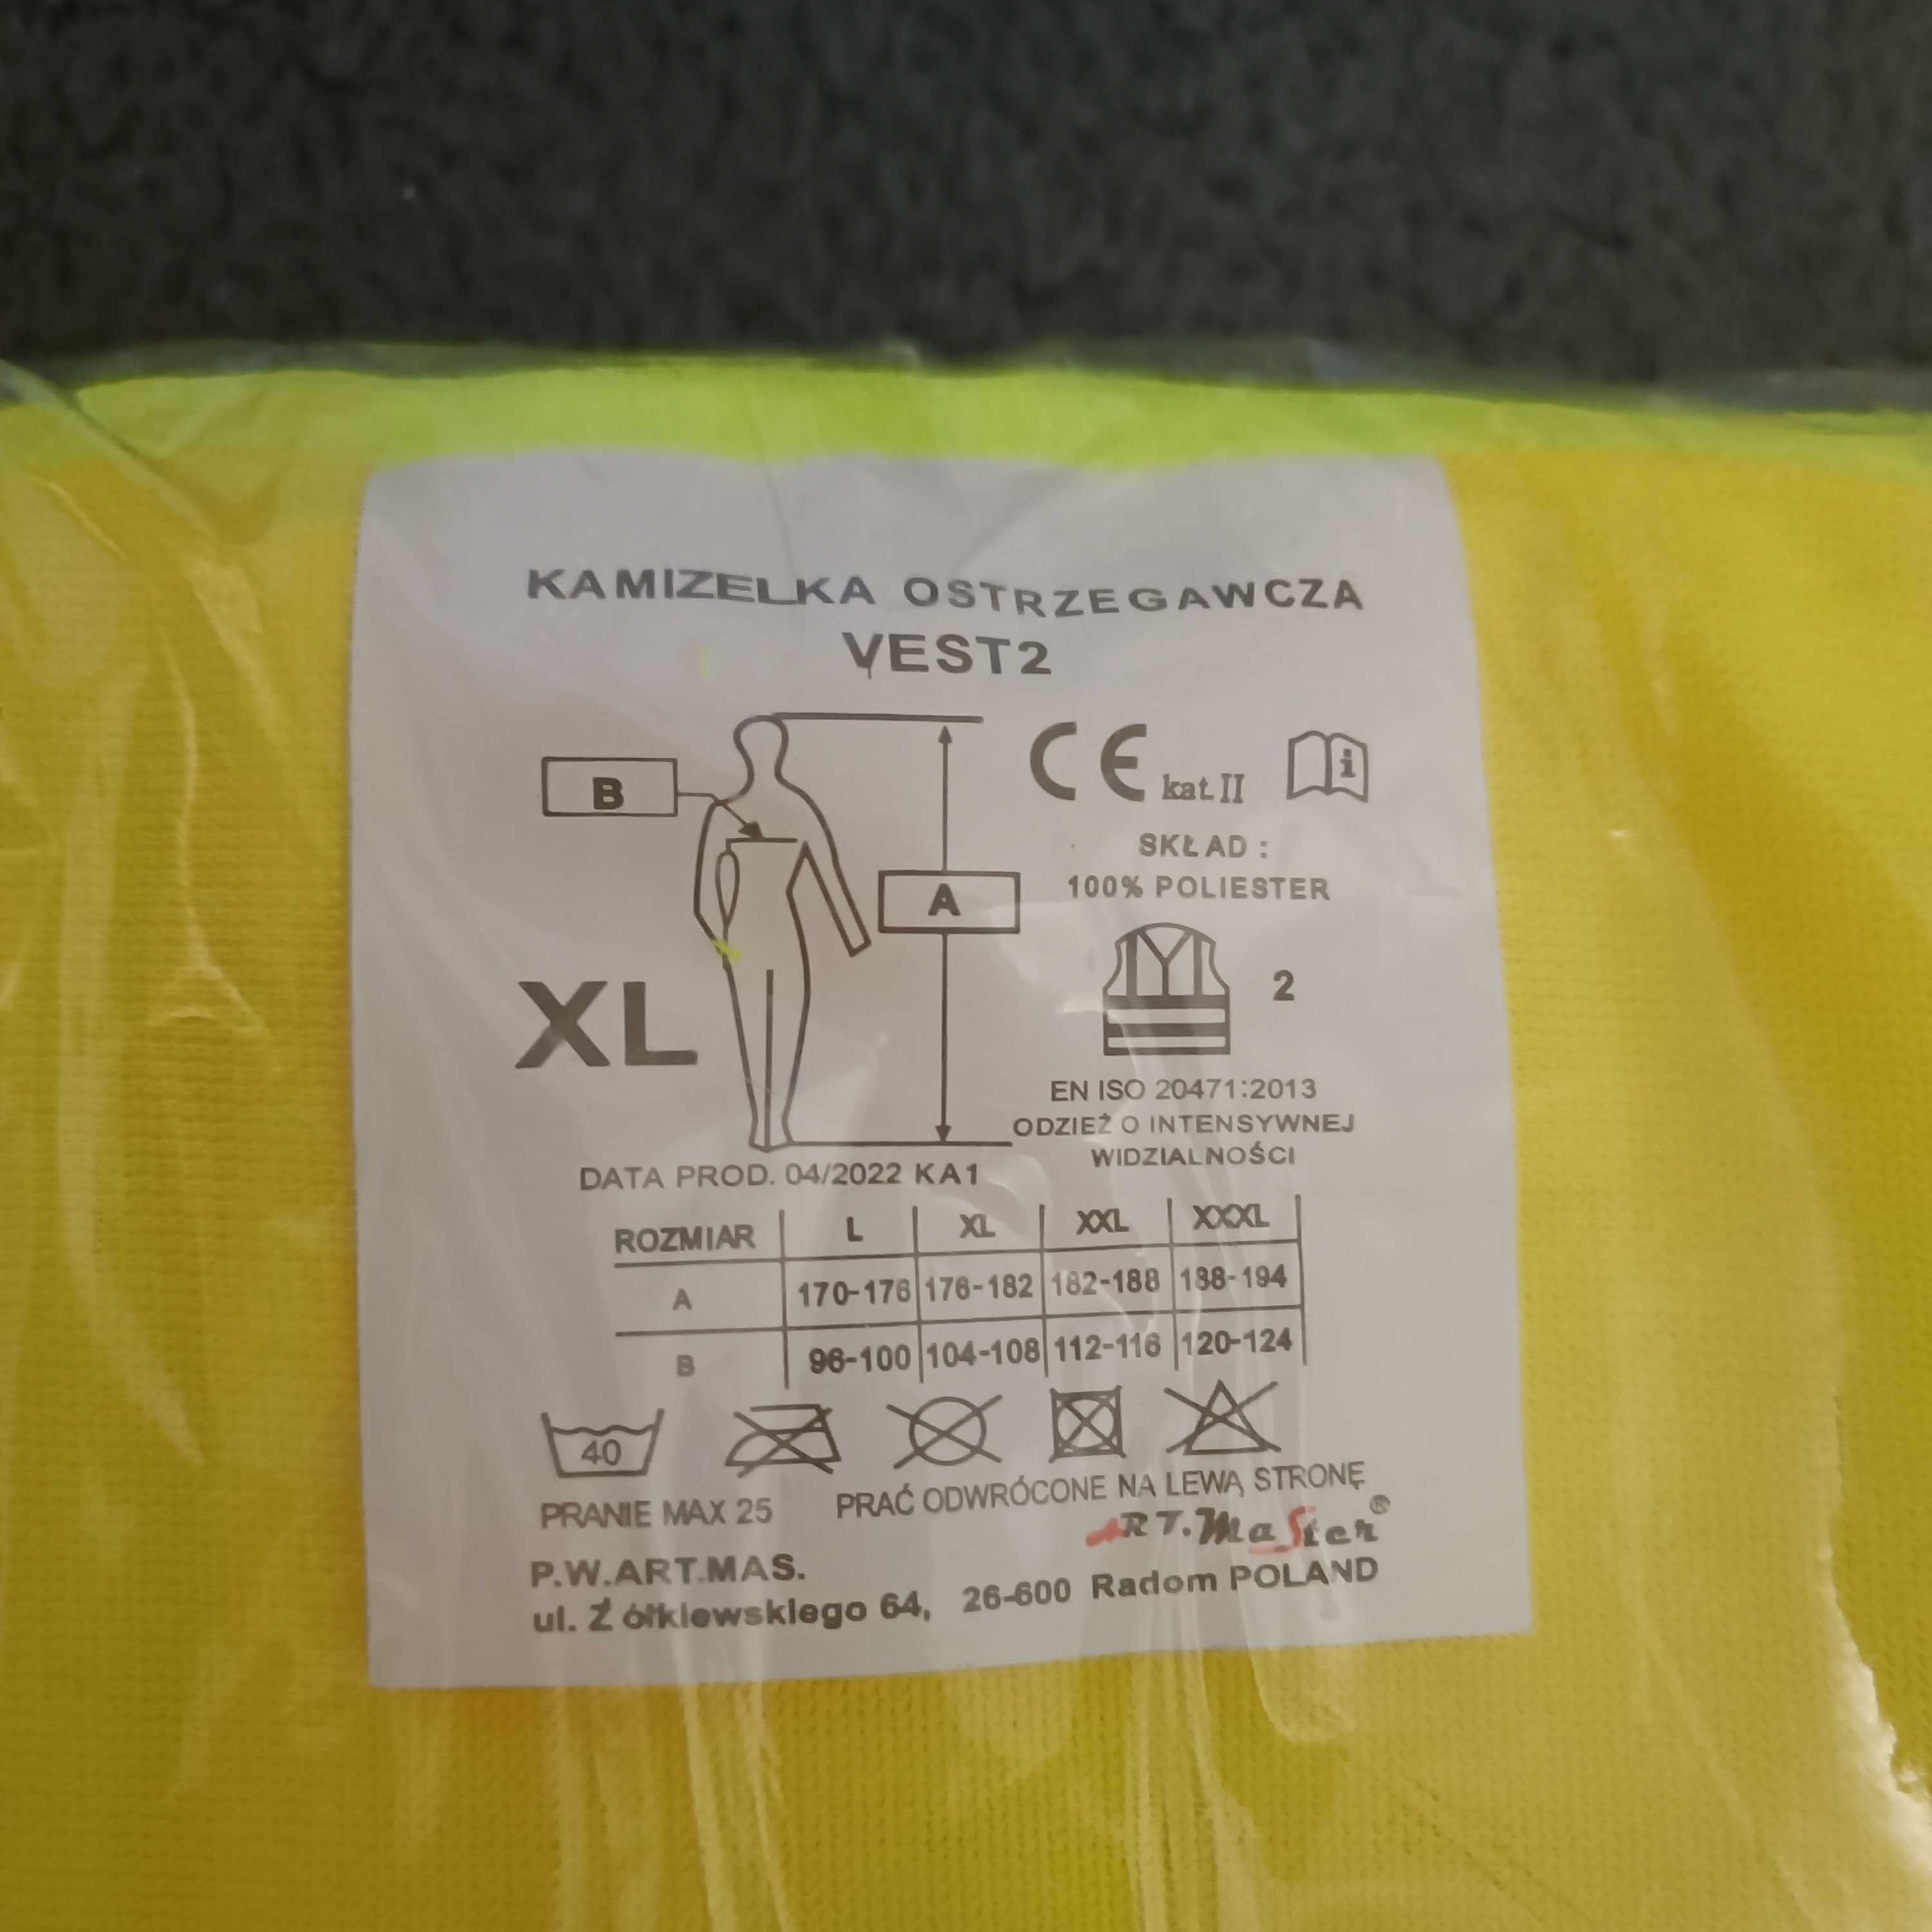 KAMIZELKA OSTRZEGAWCZA
VEST2
B
A
XL
CE kat.II i
SKŁAD :
100% POLIESTER
2
EN ISO 20471:2013
ODZIEŻ O INTENSYWNEJ
WIDZIALNOŚCI
DATA PROD. 04/2022 KA1
ROZMIAR L XL XXL XXXL
A 170-176 176-182 182-188 188-194
B 96-100 104-108 112-116 120-124
40
PRANIE MAX 25 PRAĆ ODWRÓCONE NA LEWĄ STRONĘ
ART.MaSter®
P.W.ART.MAS.
ul. Żółkiewskiego 64, 26-600 Radom POLAND